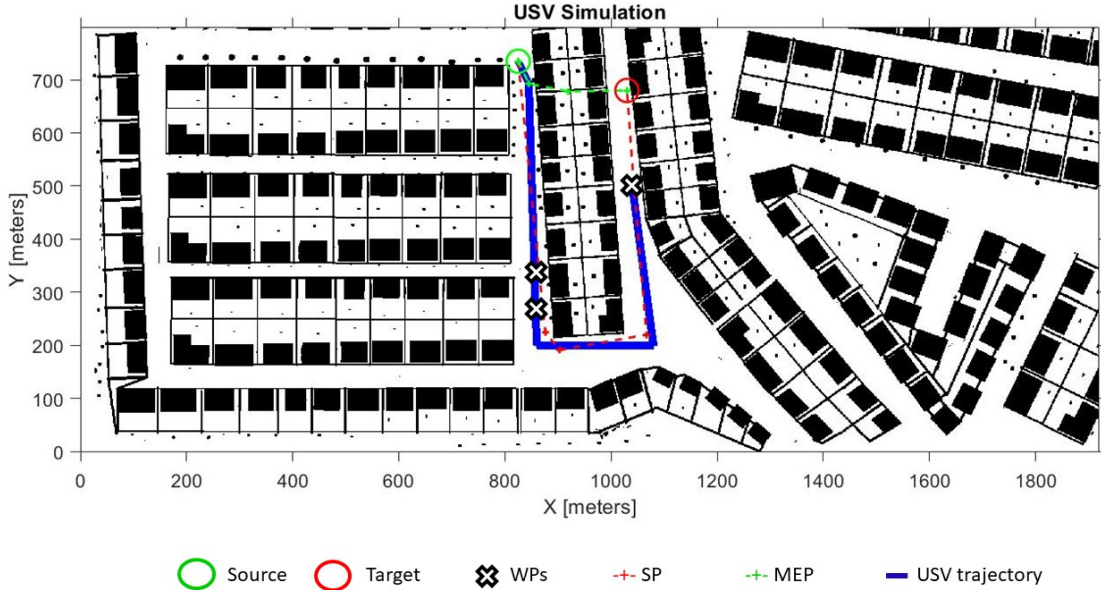 USV Simulation
700
600
500
400
300
200
100
0
Y [meters]
0 200 400 600 800 1000 1200 1400 1600 1800
X [meters]
Source Target WPs SP MEP USV trajectory